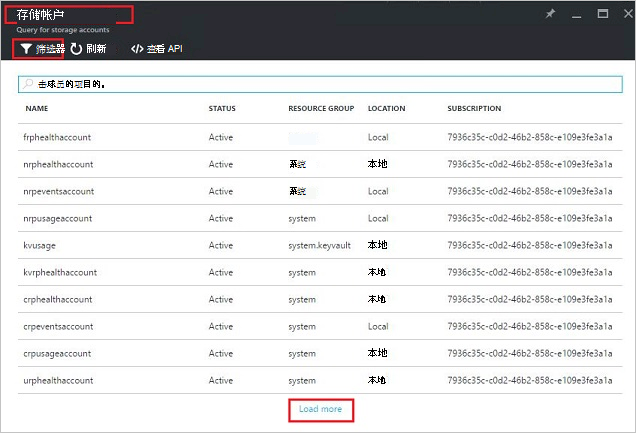 存储帐户
Query for storage accounts
筛选器 刷新 查看 API
击球员的项目的。
NAME STATUS RESOURCE GROUP LOCATION SUBSCRIPTION
frphealthaccount Active Local 7936c35c-c0d2-46b2-858c-e109e3fe3a1a
nrphealthaccount Active 系统 本地 7936c35c-c0d2-46b2-858c-e109e3fe3a1a
nrpeventsaccount Active 系统 Local 7936c35c-c0d2-46b2-858c-e109e3fe3a1a
nrpusageaccount Active system Local 7936c35c-c0d2-46b2-858c-e109e3fe3a1a
kvusage Active system.keyvault 本地 7936c35c-c0d2-46b2-858c-e109e3fe3a1a
kvrphealthaccount Active system 本地 7936c35c-c0d2-46b2-858c-e109e3fe3a1a
crphealthaccount Active system 本地 7936c35c-c0d2-46b2-858c-e109e3fe3a1a
crpeventsaccount Active system Local 7936c35c-c0d2-46b2-858c-e109e3fe3a1a
crpusageaccount Active system 本地 7936c35c-c0d2-46b2-858c-e109e3fe3a1a
urphealthaccount Active system 本地 7936c35c-c0d2-46b2-858c-e109e3fe3a1a
Load more